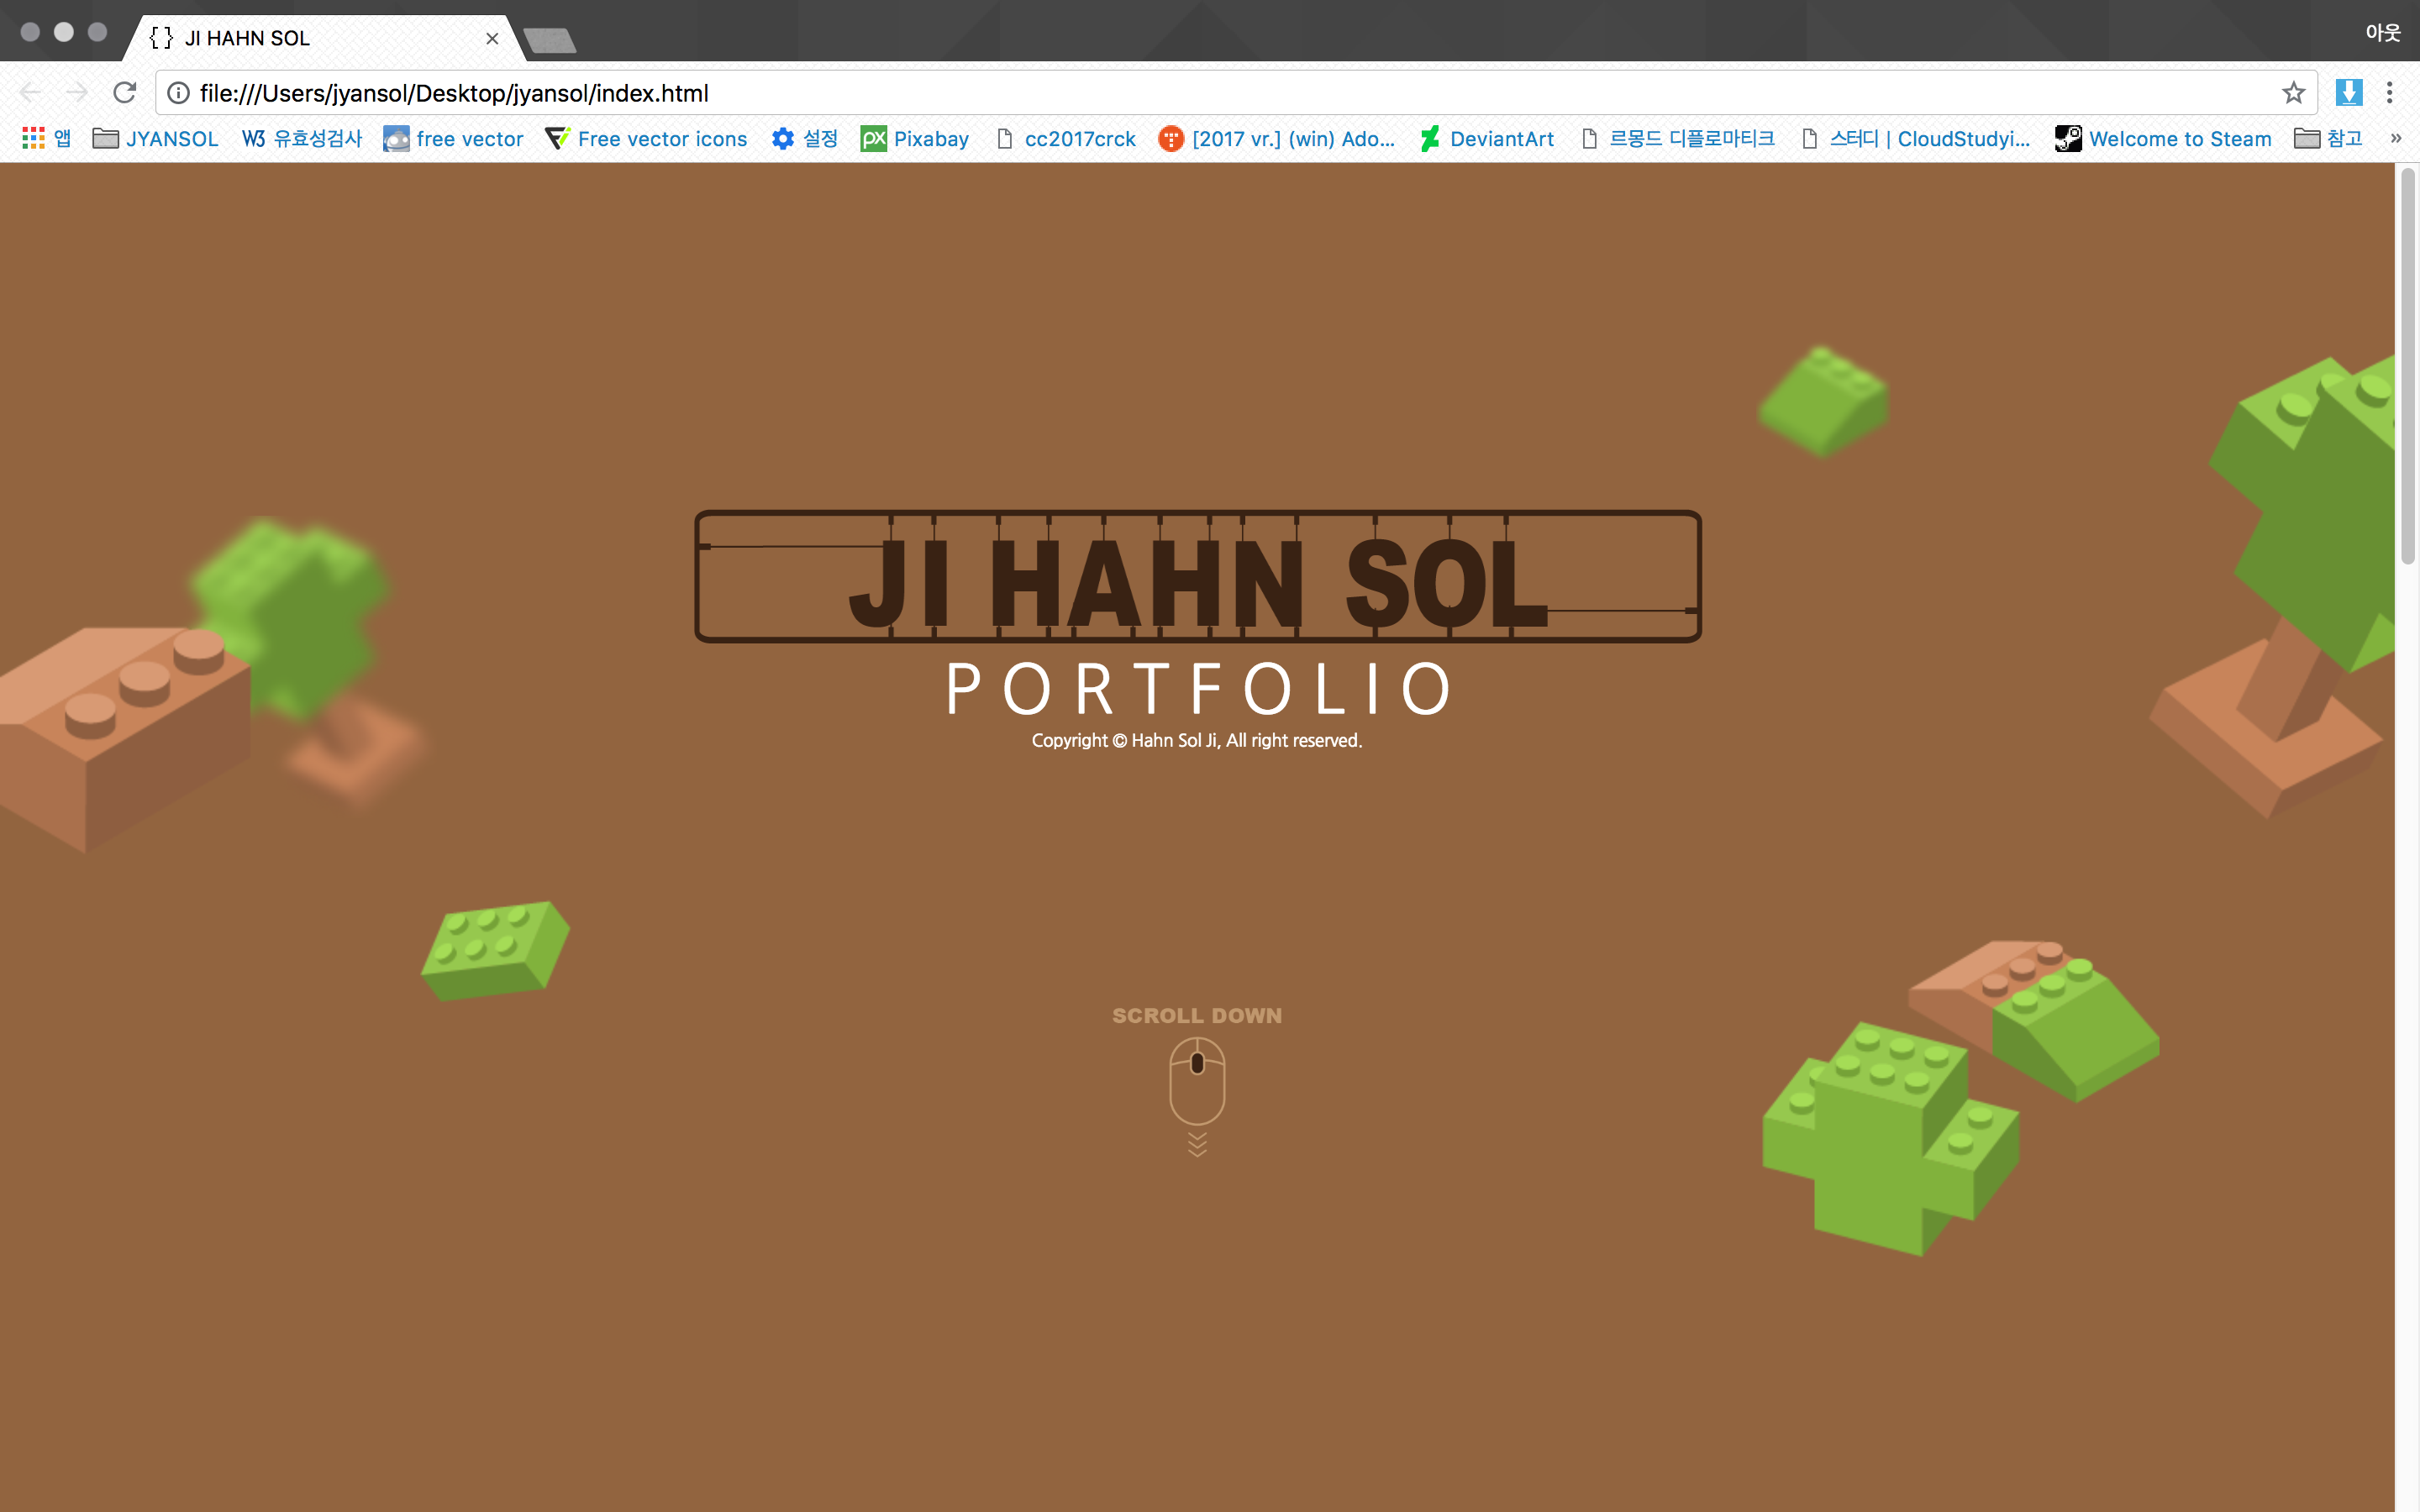 JI HAHN SOL
아웃
file:///Users/jyansol/Desktop/jyansol/index.html
앱 JYANSOL W3 유효성검사 free vector Free vector icons 설정 px Pixabay cc2017crck [2017 vr.] (win) Ado... DeviantArt 르몽드 디플로마티크 스터디 | CloudStudyi... Welcome to Steam 참고 »
JI HAHN SOL
PORTFOLIO
Copyright © Hahn Sol Ji, All right reserved.
SCROLL DOWN